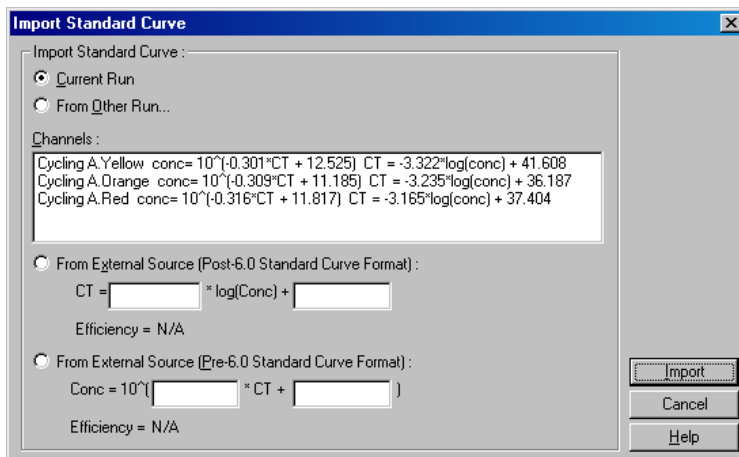 Import Standard Curve
Import Standard Curve :
Current Run
From Other Run...
Channels :
Cycling A.Yellow conc= 10^(-0.301*CT + 12.525) CT = -3.322*log(conc) + 41.608
Cycling A.Orange conc= 10^(-0.309*CT + 11.185) CT = -3.235*log(conc) + 36.187
Cycling A.Red conc= 10^(-0.316*CT + 11.817) CT = -3.165*log(conc) + 37.404
From External Source (Post-6.0 Standard Curve Format) :
CT = * log(Conc) +
Efficiency = N/A
From External Source (Pre-6.0 Standard Curve Format) :
Conc = 10^( * CT + )
Efficiency = N/A
Import
Cancel
Help